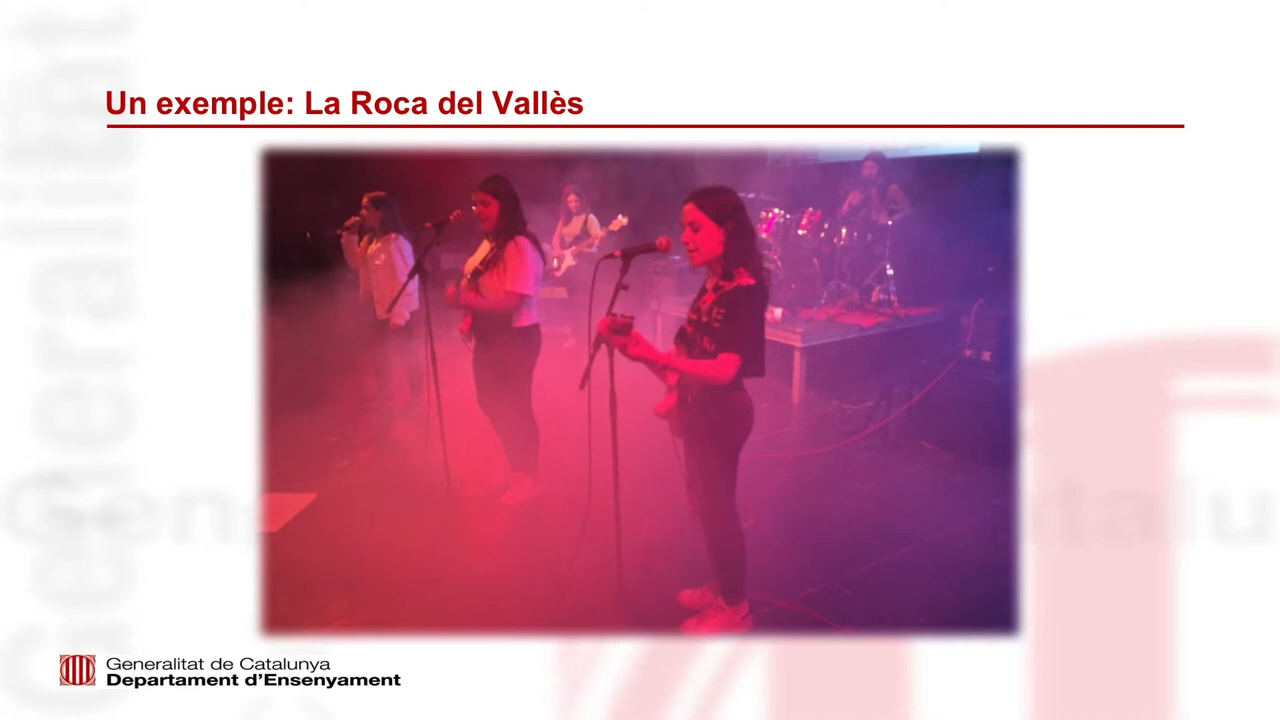 Un exemple: La Roca del Vallès
Generalitat de Catalunya
Departament d'Ensenyament